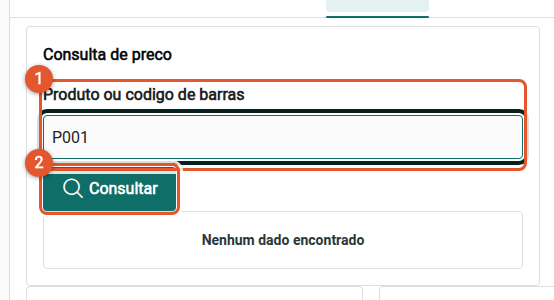 Consulta de preco
1
Produto ou codigo de barras
P001
2
Consultar
Nenhum dado encontrado